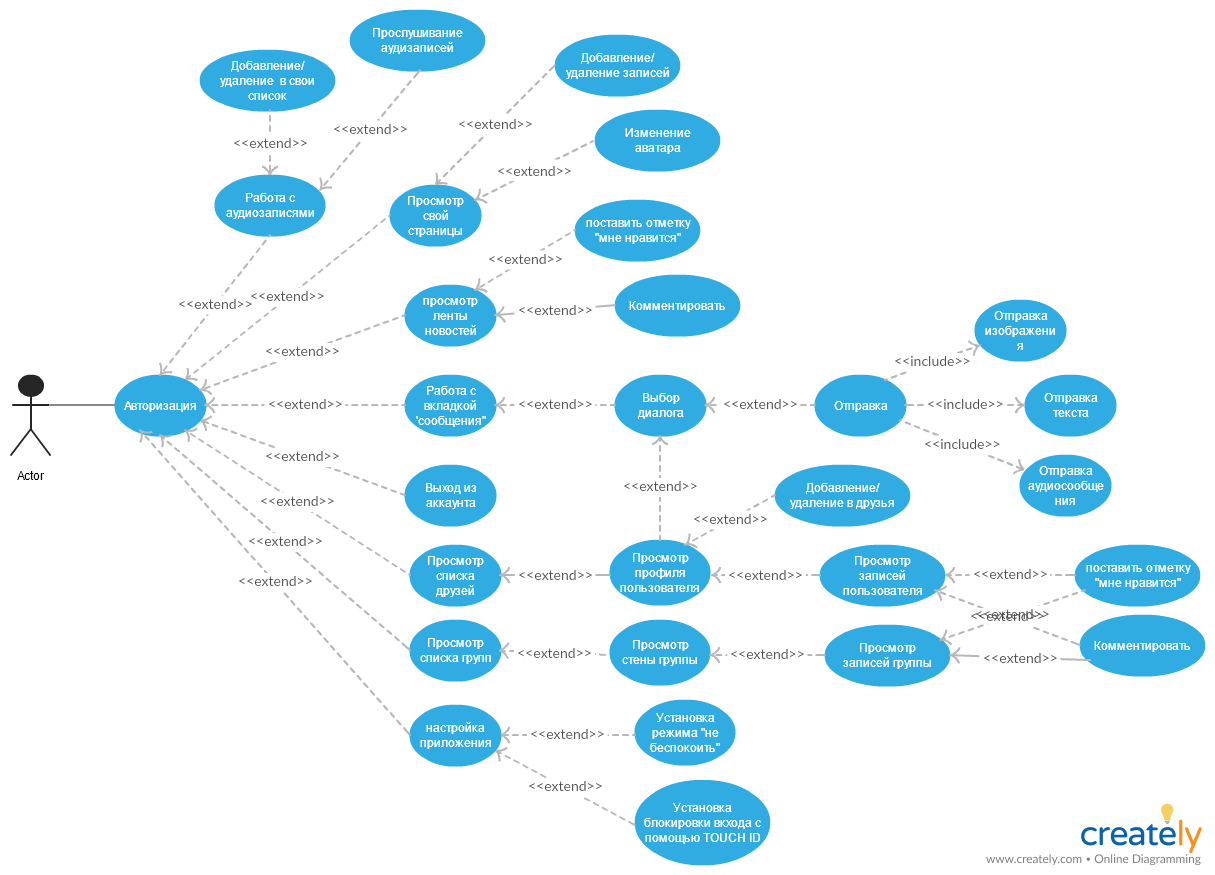 Прослушивание
аудизаписей
Добавление/
удаление в свои
список
Добавление/
удаление записей
<<extend>>
<<extend>>
<<extend>>
Изменение
аватара
<<extend>>
Работа с
аудиозаписями
Просмотр
свой
страницы
поставить отметку
"мне нравится"
<<extend>>
<<extend>>
<<extend>>
просмотр
ленты
новостей
<<extend>>
Комментировать
<<extend>>
Отправка
изображени
я
<<include>>
Авторизация
<<extend>>
Работа с
вкладкой
'сообщения"
<<extend>>
Выбор
диалога
<<extend>>
Отправка
<<include>>
Отправка
текста
<<include>>
Actor
<<extend>>
Выход из
аккаунта
<<extend>>
Добавление/
удаление в друзья
Отправка
аудиосообще
ния
<<extend>>
<<extend>>
<<extend>>
Просмотр
списка
друзей
<<extend>>
Просмотр
профиля
пользователя
<<extend>>
Просмотр
записей
пользователя
<<extend>>
поставить отметку
"мне нравится"
<<extend>>
<<extend>>
<<extend>>
Просмотр
списка групп
<<extend>>
Просмотр
стены группы
<<extend>>
Просмотр
записей группы
<<extend>>
Комментировать
настройка
приложения
<<extend>>
Установка
режима "не
беспокоить"
<<extend>>
Установка
блокировки вкхода с
помощью TOUCH ID
creately
www.creately.com • Online Diagramming